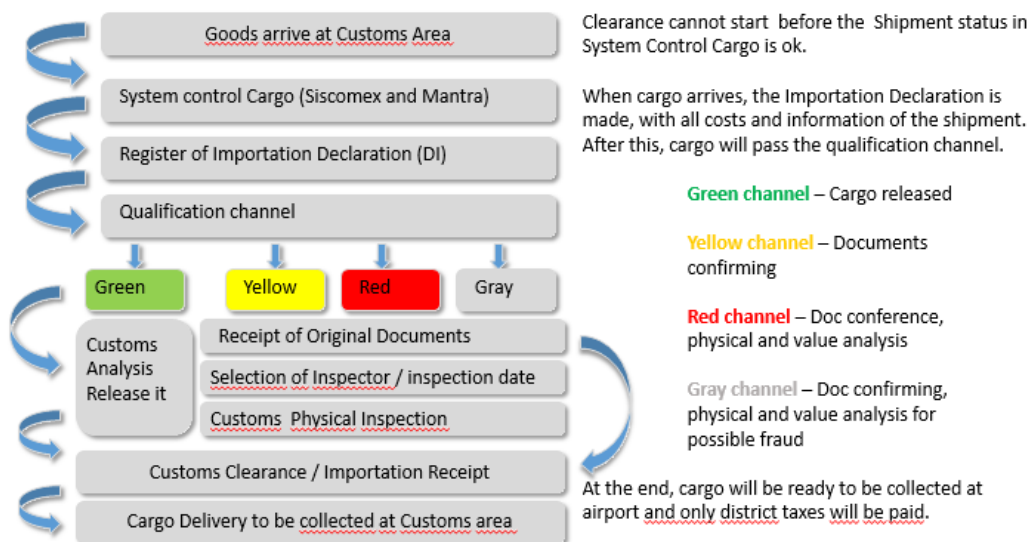 Goods arrive at Customs Area
System control Cargo (Siscomex and Mantra)
Register of Importation Declaration (DI)
Qualification channel
Green
Yellow
Red
Gray
Customs
Analysis
Release it
Receipt of Original Documents
Selection of Inspector / inspection date
Customs Physical Inspection
Customs Clearance / Importation Receipt
Cargo Delivery to be collected at Customs area
Clearance cannot start before the Shipment status in
System Control Cargo is ok.
When cargo arrives, the Importation Declaration is
made, with all costs and information of the shipment.
After this, cargo will pass the qualification channel.
Green channel – Cargo released
Yellow channel – Documents
confirming
Red channel – Doc conference,
physical and value analysis
Gray channel – Doc confirming,
physical and value analysis for
possible fraud
At the end, cargo will be ready to be collected at
airport and only district taxes will be paid.